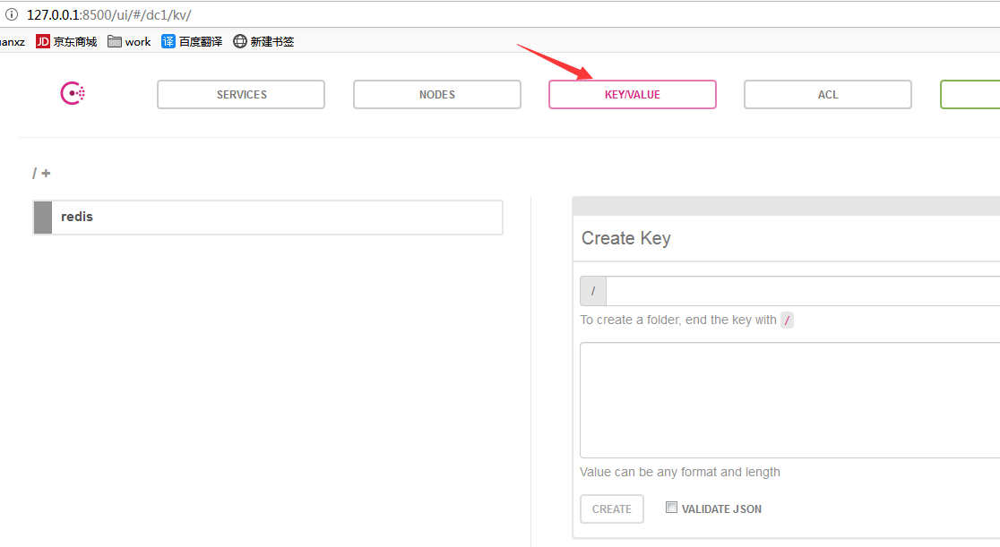 127.0.0.1:8500/ui/#/dc1/kv/
uanxz JD 京东商城 work 译 百度翻译 新建书签
SERVICES NODES KEY/VALUE ACL
/ +
redis
Create Key
/
To create a folder, end the key with /
Value can be any format and length
CREATE VALIDATE JSON